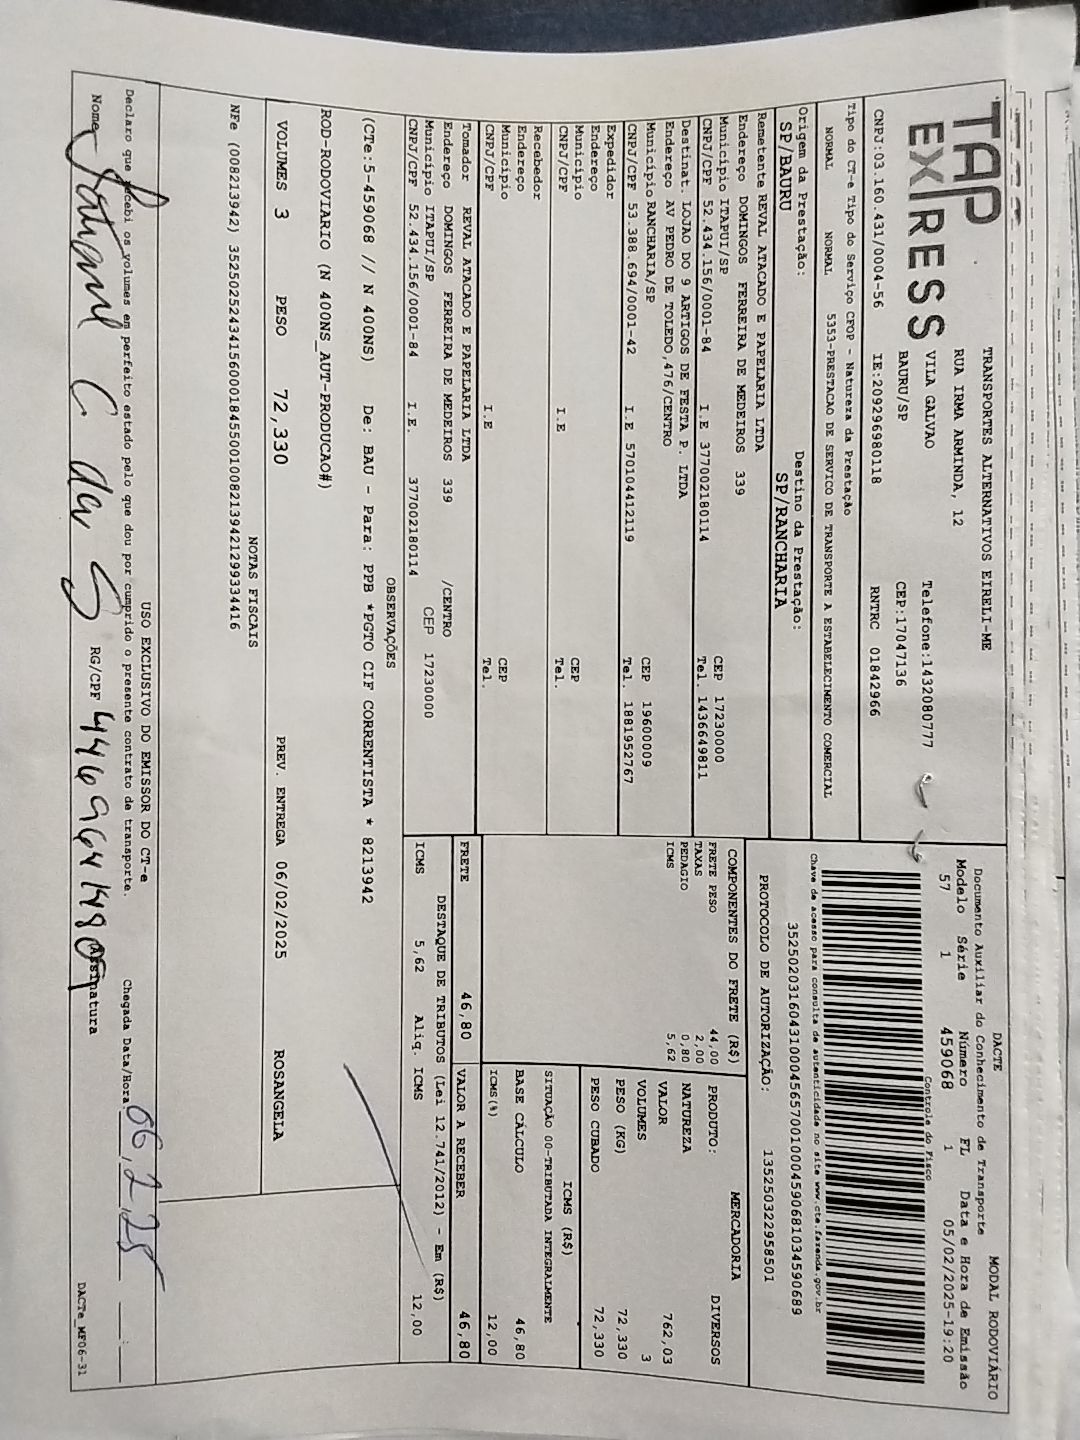 TAP
EXPRESS
TRANSPORTES ALTERNATIVOS EIRELI-ME
RUA IRMA ARMINDA, 12
VILA GALVAO
BAURU/SP
Telefone:1432080777
CEP:17047136
CNPJ:03.160.431/0004-56 IE:209296980118 RNTRC 01842966
DACTE MODAL RODOVIÁRIO
Documento Auxiliar do Conhecimento de Transporte
Modelo Série Número FL Data e Hora de Emissão
57 1 459068 1 05/02/2025-19:20
Controle do Fisco
Chave de acesso para consulta de autenticidade no site www.cte.fazenda.gov.br
35250203160431000456570010004590681034590689
PROTOCOLO DE AUTORIZAÇÃO: 135250322958501
Tipo do CT-e Tipo do Serviço CFOP - Natureza da Prestação
NORMAL NORMAL 5353-PRESTACAO DE SERVICO DE TRANSPORTE A ESTABELECIMENTO COMERCIAL
Origem da Prestação: Destino da Prestação:
SP/BAURU SP/RANCHARIA
Remetente REVAL ATACADO E PAPELARIA LTDA
Endereço DOMINGOS FERREIRA DE MEDEIROS 339
Município ITAPUI/SP CEP 17230000
CNPJ/CPF 52.434.156/0001-84 I.E 377002180114 Tel. 1436649811
Destinat. LOJAO DO 9 ARTIGOS DE FESTA P. LTDA
Endereço AV PEDRO DE TOLEDO,476/CENTRO
Município RANCHARIA/SP CEP 19600009
CNPJ/CPF 53.388.694/0001-42 I.E 570104412119 Tel. 1881952767
Expedidor
Endereço
Município CEP
CNPJ/CPF I.E Tel.
Recebedor
Endereço
Município CEP
CNPJ/CPF I.E Tel.
Tomador REVAL ATACADO E PAPELARIA LTDA
Endereço DOMINGOS FERREIRA DE MEDEIROS 339 /CENTRO
Município ITAPUI/SP CEP 17230000
CNPJ/CPF 52.434.156/0001-84 I.E. 377002180114
COMPONENTES DO FRETE (R$)
FRETE PESO 44,00
TAXAS 2,00
PEDAGIO 0,80
ICMS 5,62
MERCADORIA
PRODUTO: DIVERSOS
NATUREZA
VALOR 762,03
VOLUMES 3
PESO (KG) 72,330
PESO CUBADO 72,330
ICMS (R$)
SITUAÇÃO 00-TRIBUTADA INTEGRALMENTE
BASE CÁLCULO 46,80
ICMS(%) 12,00
FRETE 46,80 VALOR A RECEBER 46,80
DESTAQUE DE TRIBUTOS (Lei 12.741/2012) - Em (R$)
ICMS 5,62 Aliq. ICMS 12,00
OBSERVAÇÕES
(CTe:5-459068 // N 400NS) De: BAU - Para: PPB *PGTO CIF CORRENTISTA * 8213942
ROD-RODOVIARIO (N 400NS_AUT-PRODUCAO#)
VOLUMES 3 PESO 72,330 PREV. ENTREGA 06/02/2025 ROSANGELA
NOTAS FISCAIS
NFe (008213942) 35250252434156000184550010082139421299334416
USO EXCLUSIVO DO EMISSOR DO CT-e
Declaro que recebi os volumes em perfeito estado pelo que dou por cumprido o presente contrato de transporte. Chegada Data/Hora: 06/2/25 :
Nome Tatiane C da S RG/CPF Assinatura
DACTe_MF06-31